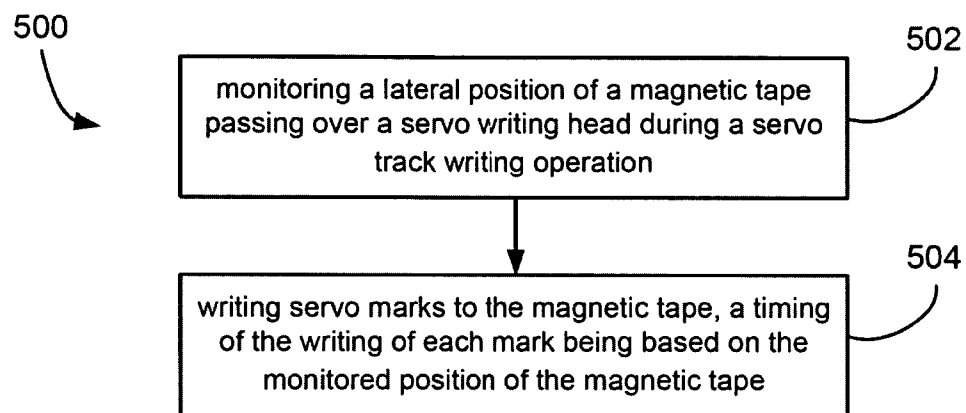 500
502
monitoring a lateral position of a magnetic tape
passing over a servo writing head during a servo
track writing operation
504
writing servo marks to the magnetic tape, a timing
of the writing of each mark being based on the
monitored position of the magnetic tape